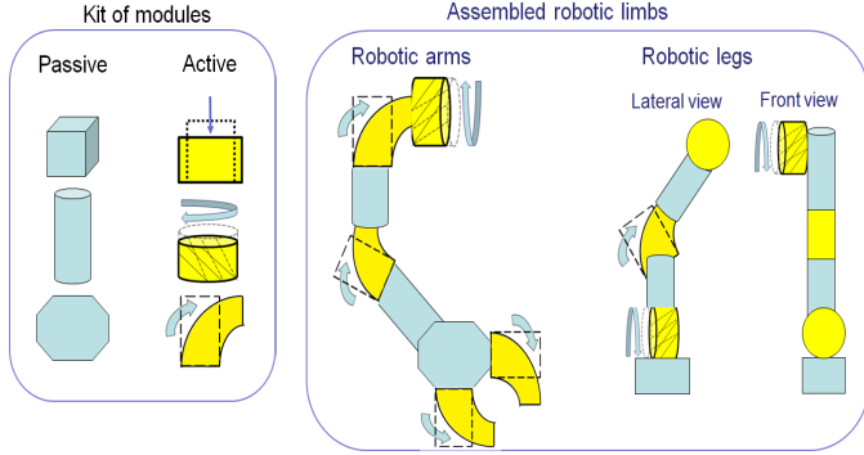 Kit of modules
Assembled robotic limbs
Passive
Active
Robotic arms
Robotic legs
Lateral view
Front view